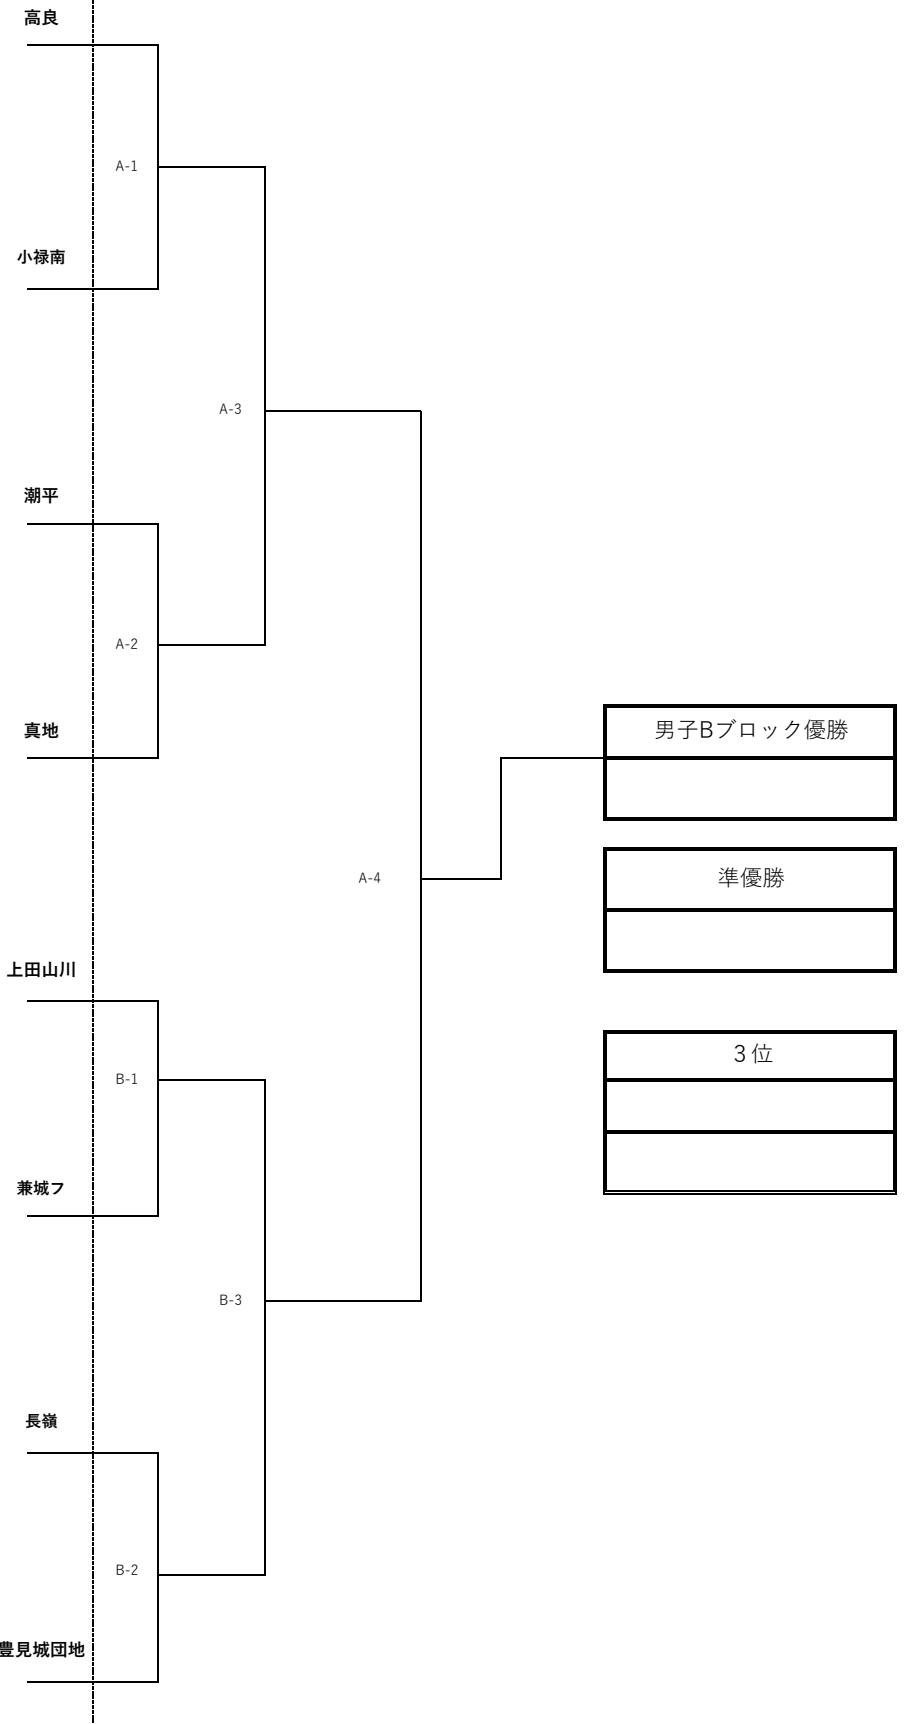 高良
A-1
小禄南
A-3
潮平
A-2
真地
男子Bブロック優勝
準優勝
A-4
上田山川
３位
B-1
兼城フ
B-3
長嶺
B-2
豊見城団地